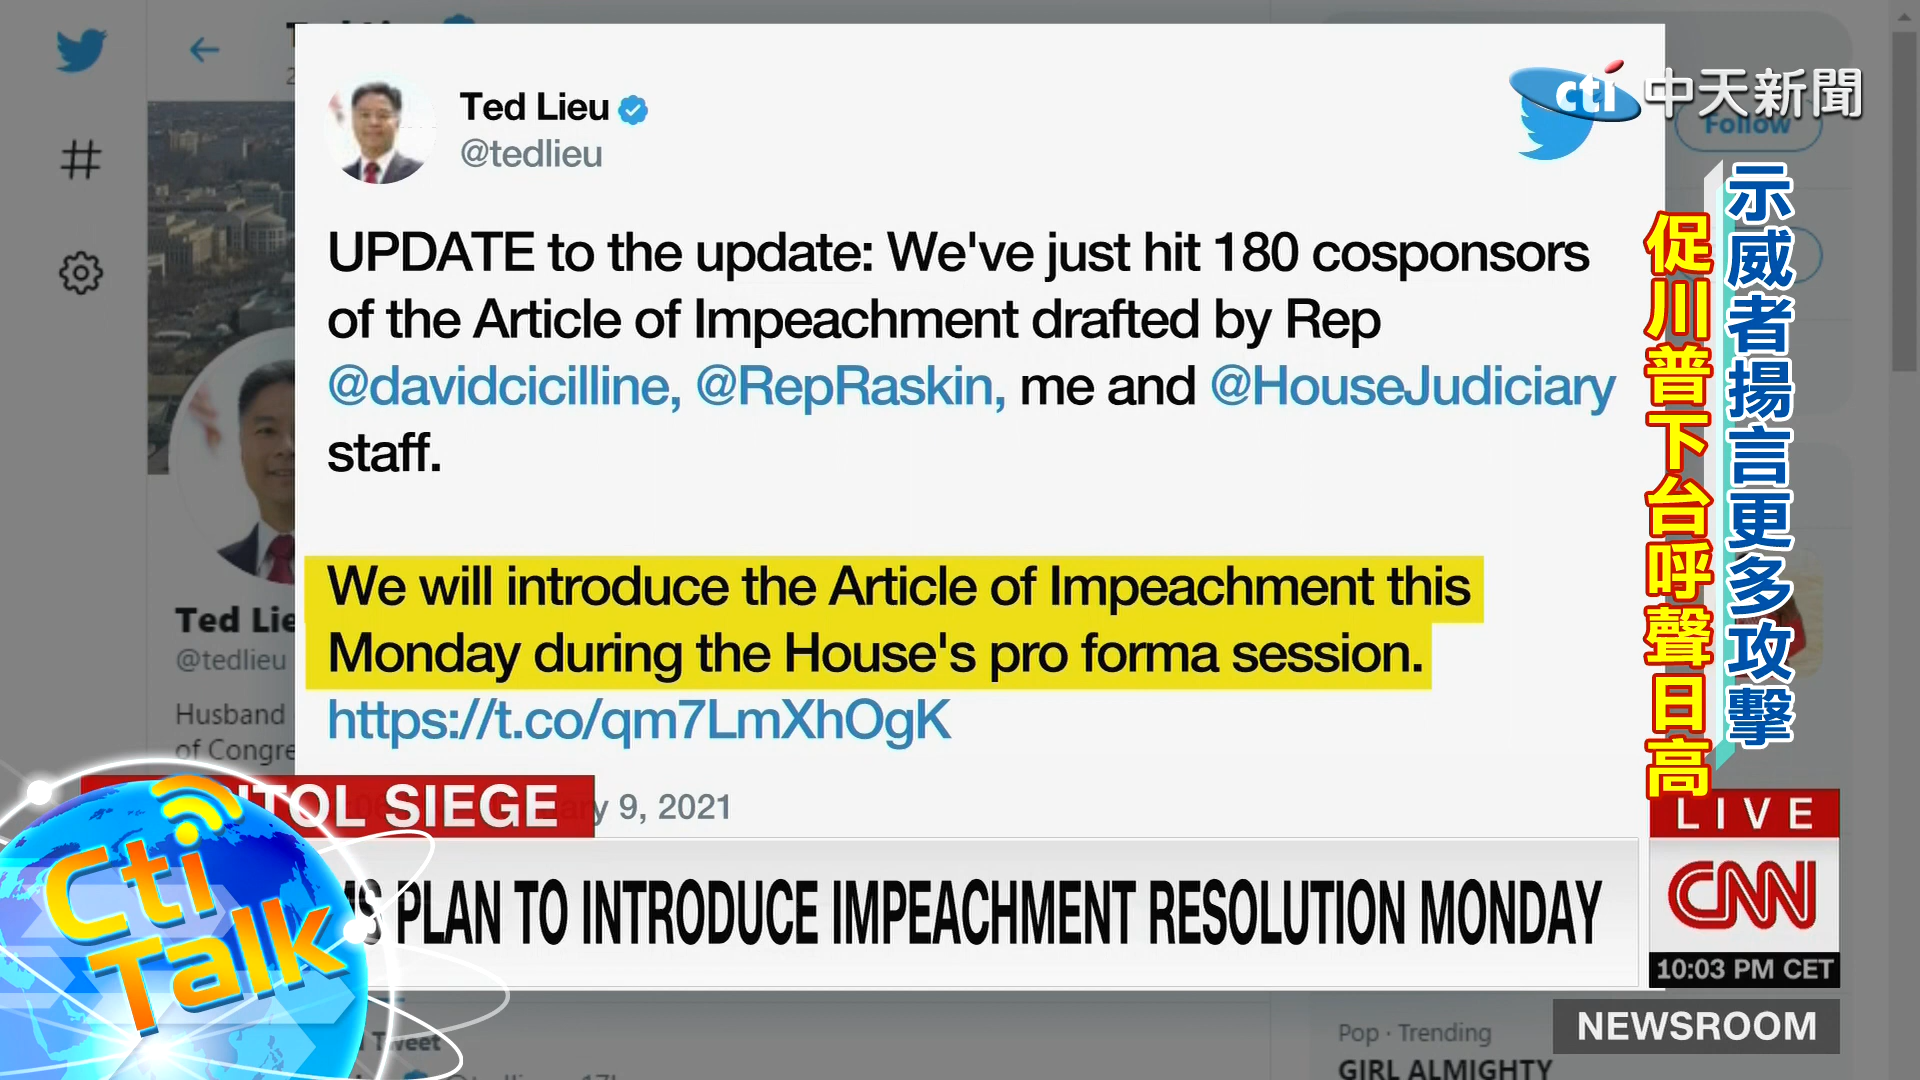 Ted Lieu
@tedlieu
UPDATE to the update: We've just hit 180 cosponsors
of the Article of Impeachment drafted by Rep
@davidcicilline, @RepRaskin, me and @HouseJudiciary
staff.
We will introduce the Article of Impeachment this
Monday during the House's pro forma session.
https://t.co/qm7LmXhOgK
9, 2021
cti 中天新聞
Follow
示威者揚言更多攻擊
促川普下台呼聲日高
Ted Lie
@tedlieu
Husband
of Congre
ITOL SIEGE
MS PLAN TO INTRODUCE IMPEACHMENT RESOLUTION MONDAY
LIVE
CNN
10:03 PM CET
NEWSROOM
Cti
Talk
Tweet
Pop · Trending
GIRL ALMIGHTY